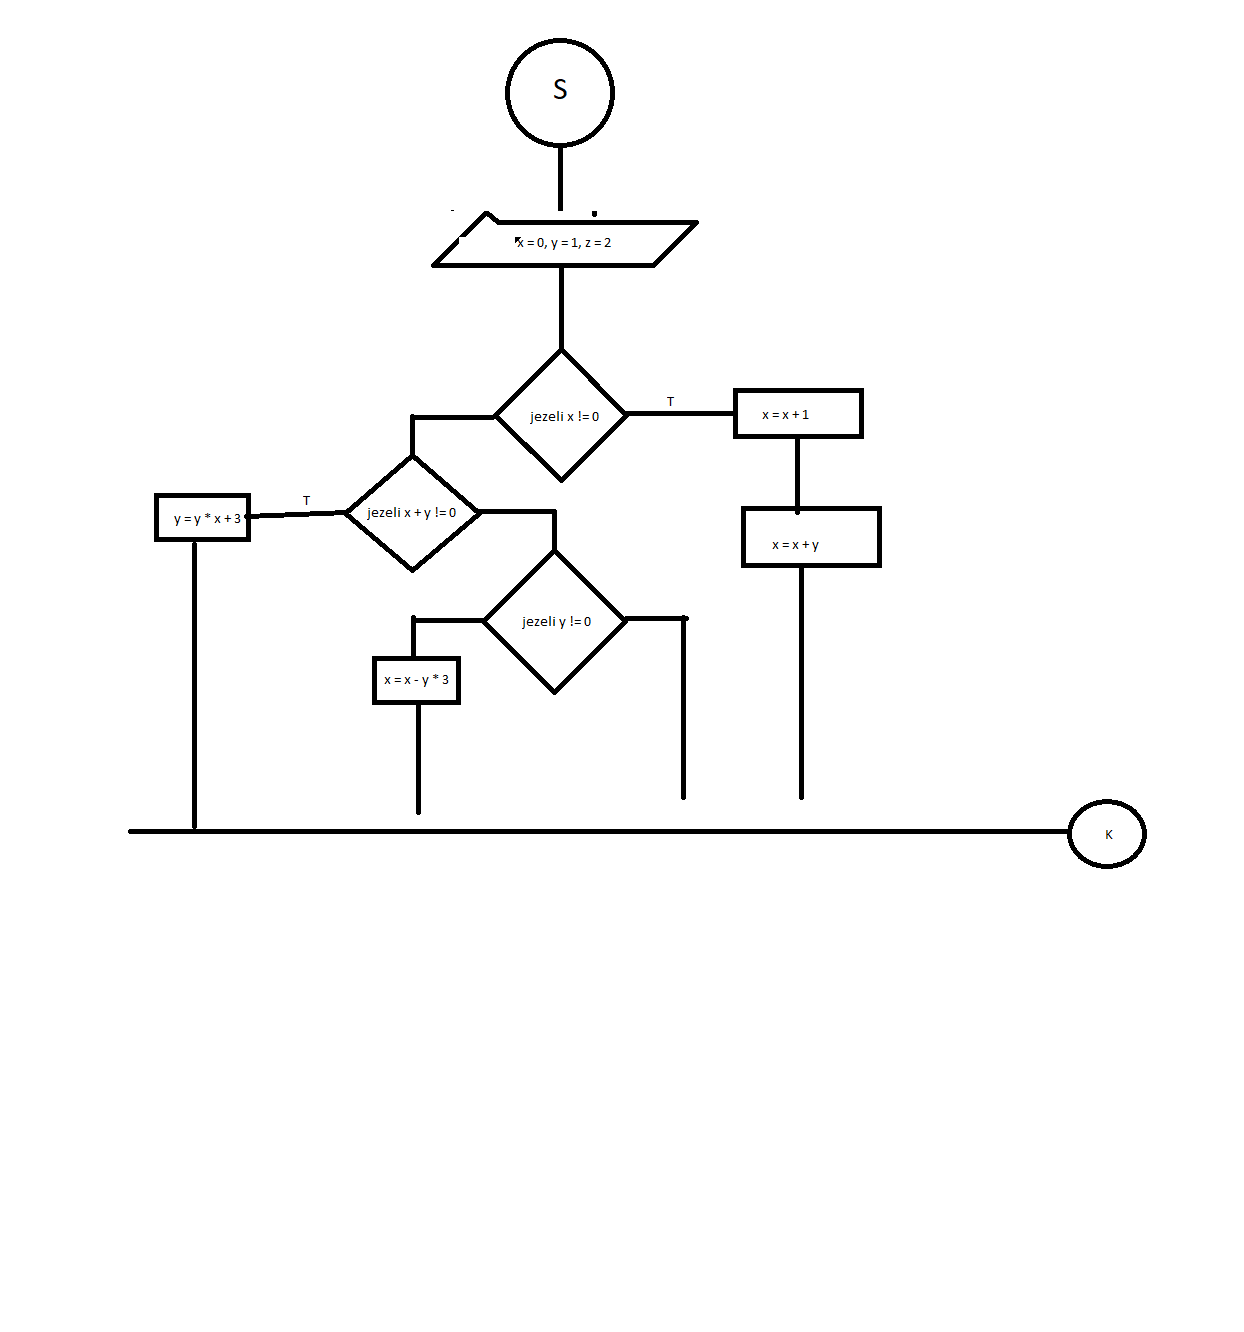 S
x = 0, y = 1, z = 2
jezeli x != 0
T
x = x + 1
T
jezeli x + y != 0
y = y * x + 3
x = x + y
jezeli y != 0
x = x - y * 3
K